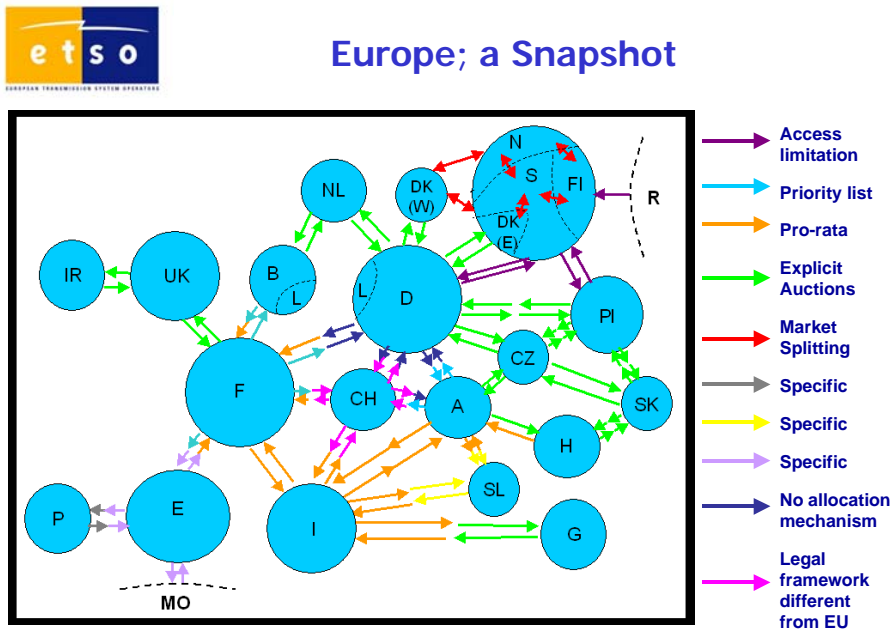 etso
EUROPEAN TRANSMISSION SYSTEM OPERATORS
Europe; a Snapshot
N
S
FI
NL
DK
(W)
DK
(E)
R
IR
UK
B
L
L
D
PI
CZ
F
CH
A
SK
H
SL
P
E
I
G
MO
Access
limitation
Priority list
Pro-rata
Explicit
Auctions
Market
Splitting
Specific
Specific
Specific
No allocation
mechanism
Legal
framework
different
from EU